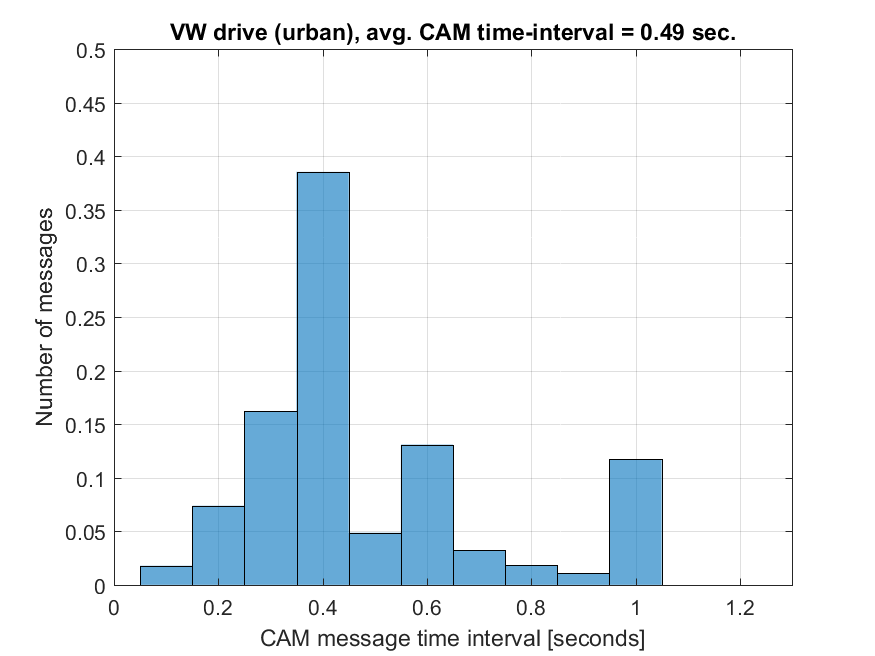 VW drive (urban), avg. CAM time-interval = 0.49 sec.
0.5
0.45
0.4
0.35
0.3
0.25
0.2
0.15
0.1
0.05
0
Number of messages
0 0.2 0.4 0.6 0.8 1 1.2
CAM message time interval [seconds]